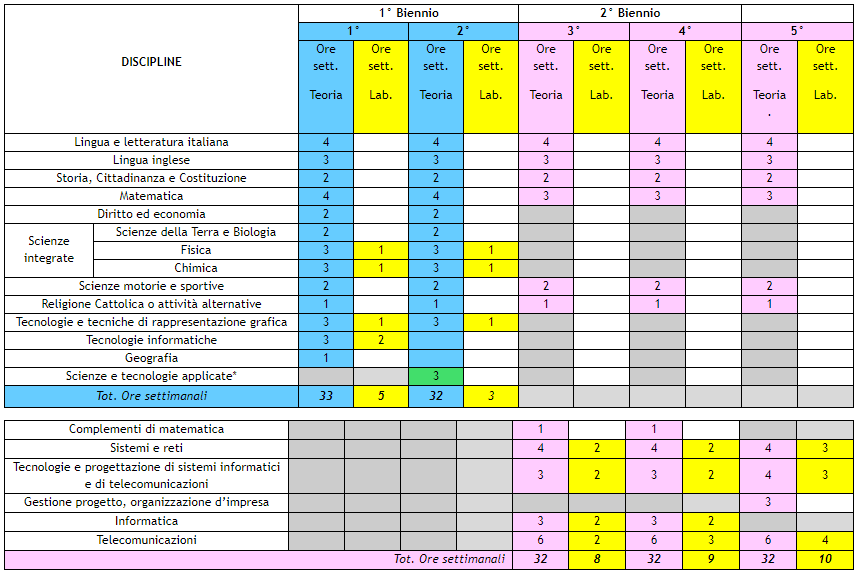 DISCIPLINE 1° Biennio 2° Biennio
1° 2° 3° 4° 5°
Ore Ore Ore Ore Ore Ore Ore Ore Ore Ore
sett. sett. sett. sett. sett. sett. sett. sett. sett. sett.
Teoria Lab. Teoria Lab. Teoria Lab. Teoria Lab. Teoria Lab.
.
Lingua e letteratura italiana 4 4 4 4 4
Lingua inglese 3 3 3 3 3
Storia, Cittadinanza e Costituzione 2 2 2 2 2
Matematica 4 4 3 3 3
Diritto ed economia 2 2
Scienze integrate
Scienze della Terra e Biologia 2 2
Fisica 3 1 3 1
Chimica 3 1 3 1
Scienze motorie e sportive 2 2 2 2 2
Religione Cattolica o attività alternative 1 1 1 1 1
Tecnologie e tecniche di rappresentazione grafica 3 1 3 1
Tecnologie informatiche 3 2
Geografia 1
Scienze e tecnologie applicate* 3
Tot. Ore settimanali 33 5 32 3
Complementi di matematica 1 1
Sistemi e reti 4 2 4 2 4 3
Tecnologie e progettazione di sistemi informatici
e di telecomunicazioni 3 2 3 2 4 3
Gestione progetto, organizzazione d’impresa 3
Informatica 3 2 3 2
Telecomunicazioni 6 2 6 3 6 4
Tot. Ore settimanali 32 8 32 9 32 10